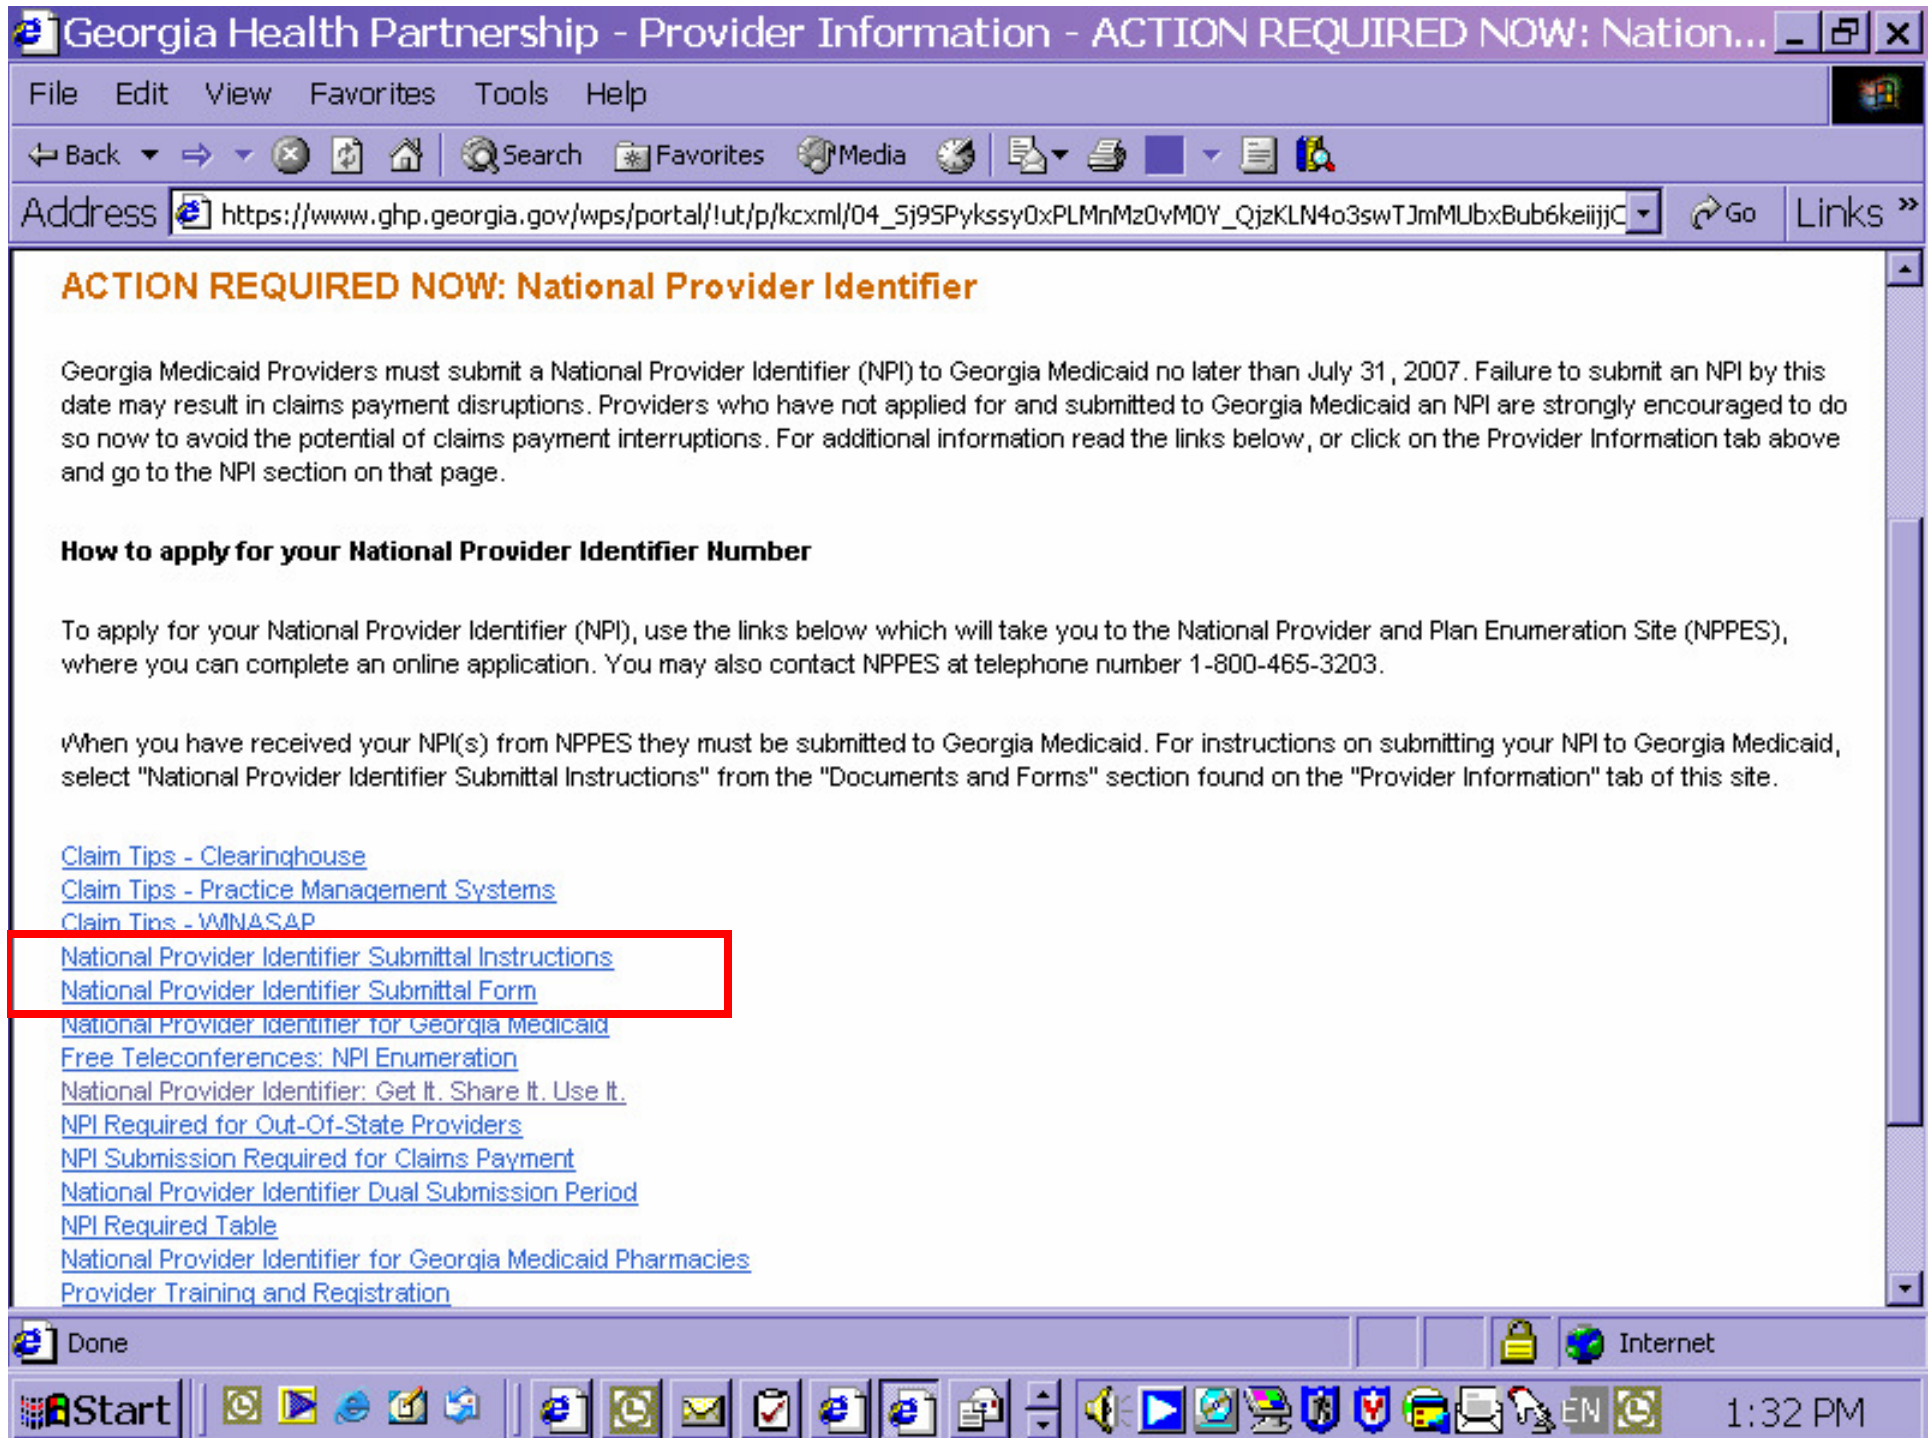 Georgia Health Partnership - Provider Information - ACTION REQUIRED NOW: Nation...
File Edit View Favorites Tools Help
Back Search Favorites Media
Address https://www.ghp.georgia.gov/wps/portal/!ut/p/kcxml/04_Sj9SPykssy0xPLMnMz0vM0Y_QjzKLN4o3swTJmMUbxBub6keiijjC Go Links »
ACTION REQUIRED NOW: National Provider Identifier
Georgia Medicaid Providers must submit a National Provider Identifier (NPI) to Georgia Medicaid no later than July 31, 2007. Failure to submit an NPI by this
date may result in claims payment disruptions. Providers who have not applied for and submitted to Georgia Medicaid an NPI are strongly encouraged to do
so now to avoid the potential of claims payment interruptions. For additional information read the links below, or click on the Provider Information tab above
and go to the NPI section on that page.
How to apply for your National Provider Identifier Number
To apply for your National Provider Identifier (NPI), use the links below which will take you to the National Provider and Plan Enumeration Site (NPPES),
where you can complete an online application. You may also contact NPPES at telephone number 1-800-465-3203.
When you have received your NPI(s) from NPPES they must be submitted to Georgia Medicaid. For instructions on submitting your NPI to Georgia Medicaid,
select "National Provider Identifier Submittal Instructions" from the "Documents and Forms" section found on the "Provider Information" tab of this site.
Claim Tips - Clearinghouse
Claim Tips - Practice Management Systems
Claim Tips - WINASAP
National Provider Identifier Submittal Instructions
National Provider Identifier Submittal Form
National Provider Identifier for Georgia Medicaid
Free Teleconferences: NPI Enumeration
National Provider Identifier: Get It. Share It. Use It.
NPI Required for Out-Of-State Providers
NPI Submission Required for Claims Payment
National Provider Identifier Dual Submission Period
NPI Required Table
National Provider Identifier for Georgia Medicaid Pharmacies
Provider Training and Registration
Done Internet
Start EN 1:32 PM